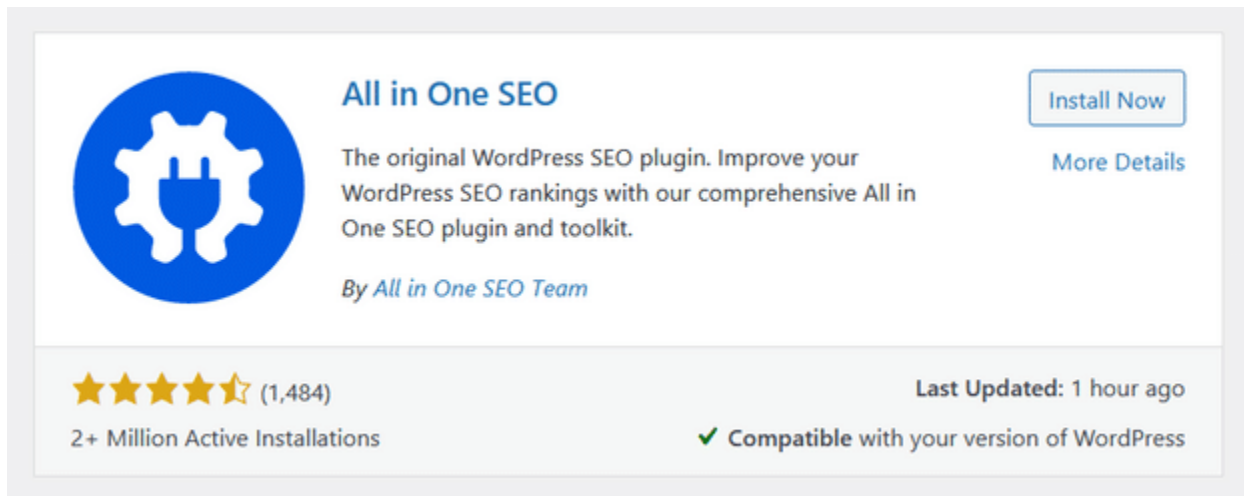 All in One SEO
Install Now
The original WordPress SEO plugin. Improve your
More Details
WordPress SEO rankings with our comprehensive All in
One SEO plugin and toolkit.
By All in One SEO Team
(1,484)
Last Updated: 1 hour ago
2+ Million Active Installations
Compatible with your version of WordPress